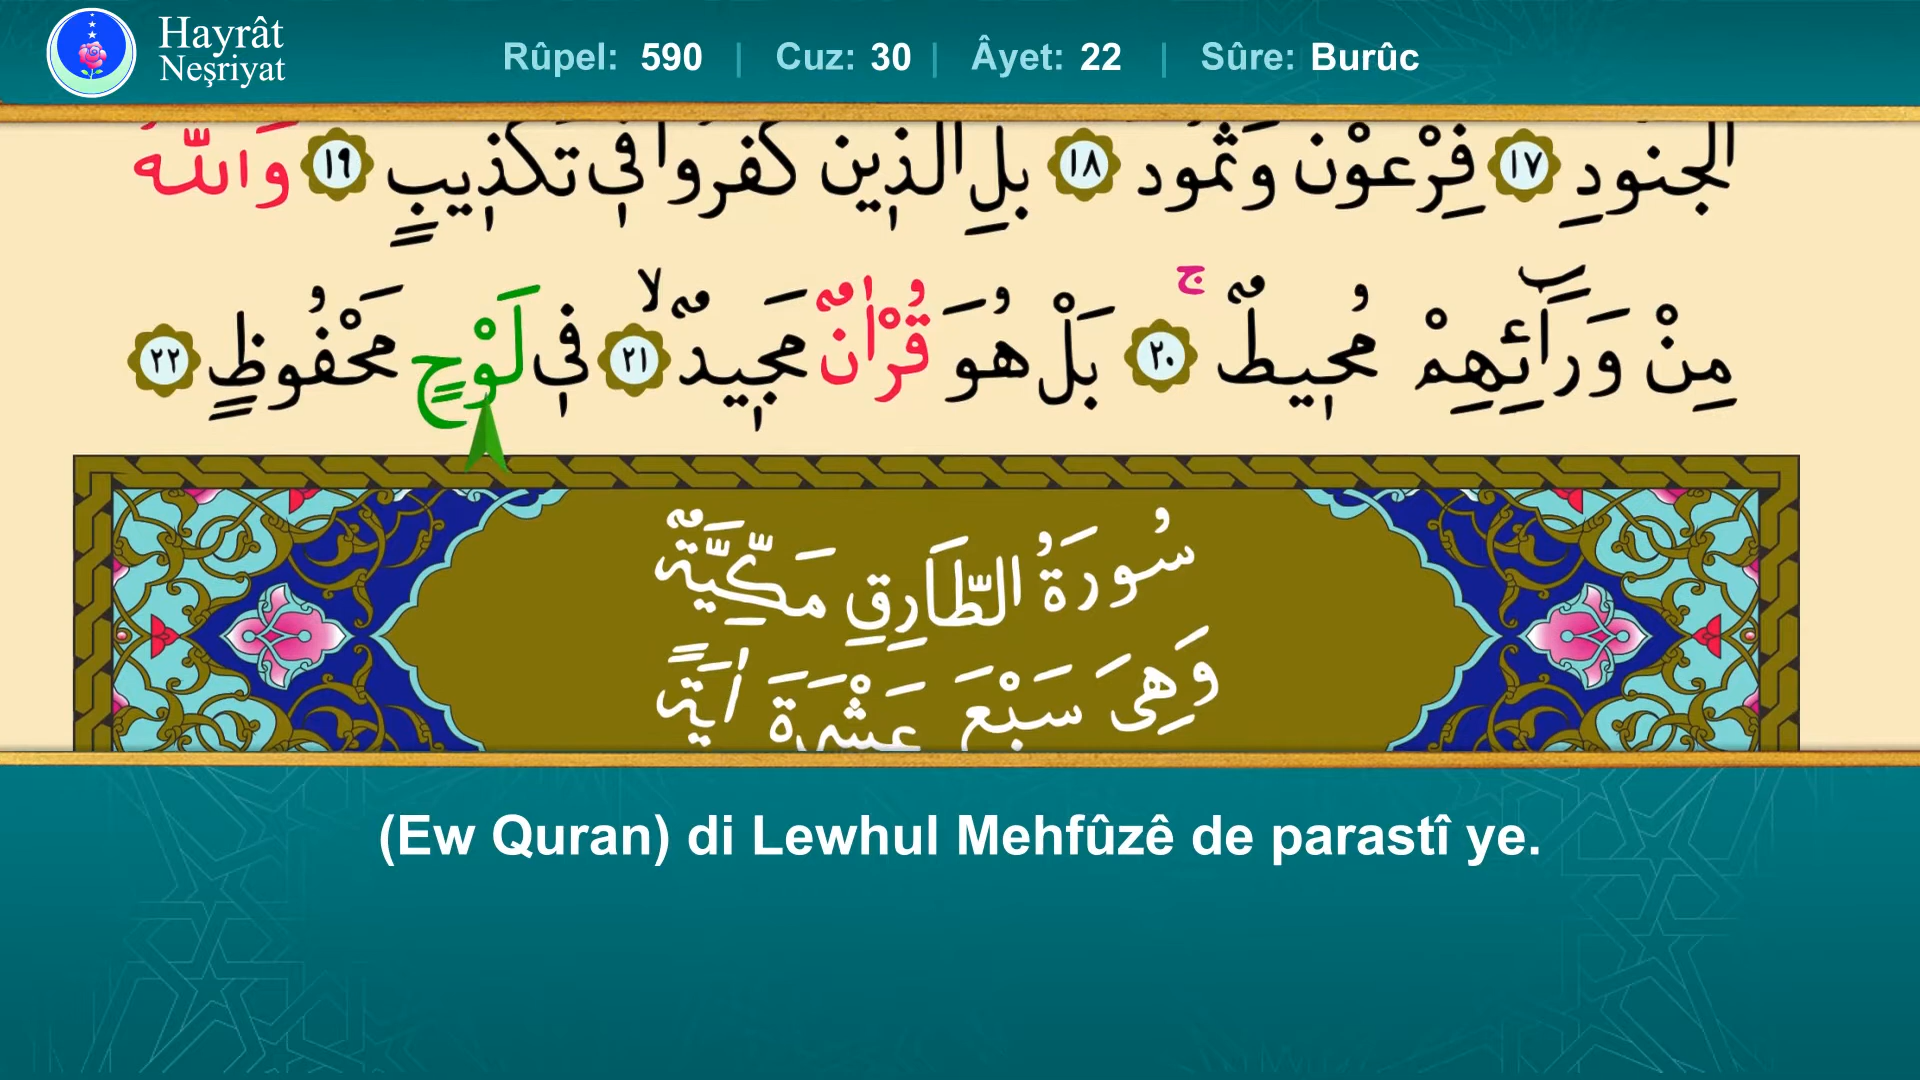 Hayrât
Neşriyat
Rûpel: 590 | Cuz: 30 | Âyet: 22 | Sûre: Burûc
الْجُنُودِ ١٧ فِرْعَوْنَ وَثَمُودَ ١٨ بَلِ الَّذ۪ينَ كَفَرُوا ف۪ي تَكْذ۪يبٍ ١٩ وَاللّٰهُ
مِنْ وَرَٓائِهِمْ مُح۪يطٌ ج ٢٠ بَلْ هُوَ قُرْاٰنٌ مَج۪يدٌ لا ٢١ ف۪ي لَوْحٍ مَحْفُوظٍ ٢٢
سُورَةُ الطَّارِقِ مَكِّيَّةٌ
وَهِىَ سَبْعَ عَشْرَةَ اٰيَةً
(Ew Quran) di Lewhul Mehfûzê de parastî ye.